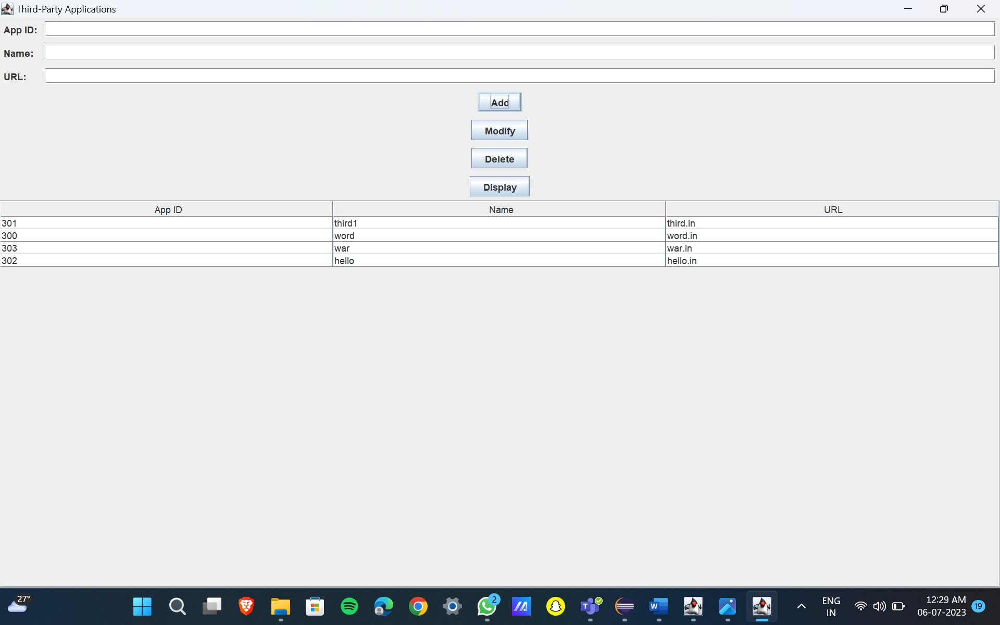 Third-Party Applications
App ID:
Name:
URL:
Add
Modify
Delete
Display
App ID Name URL
301 third1 third.in
300 word word.in
303 war war.in
302 hello hello.in
27°
2
T
W
ENG
IN
12:29 AM
06-07-2023
19